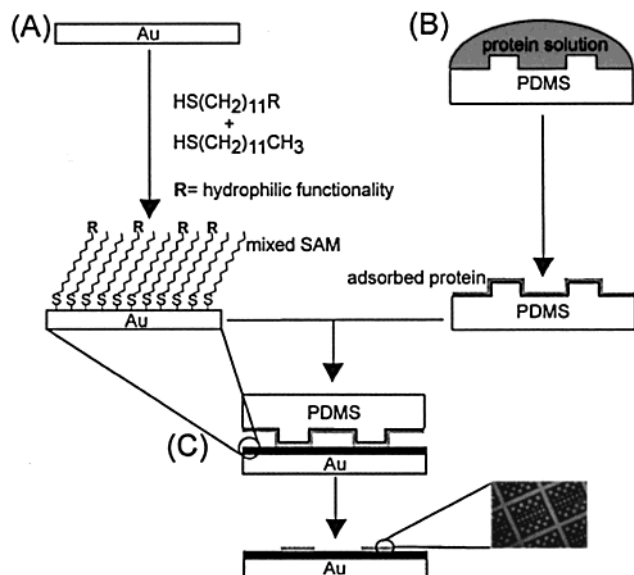 (A)
Au
HS(CH2)11R
+
HS(CH2)11CH3
R= hydrophilic functionality
R R R R
mixed SAM
S S S S S S S S S S
Au
(B)
protein solution
PDMS
adsorbed protein
PDMS
(C)
PDMS
Au
Au